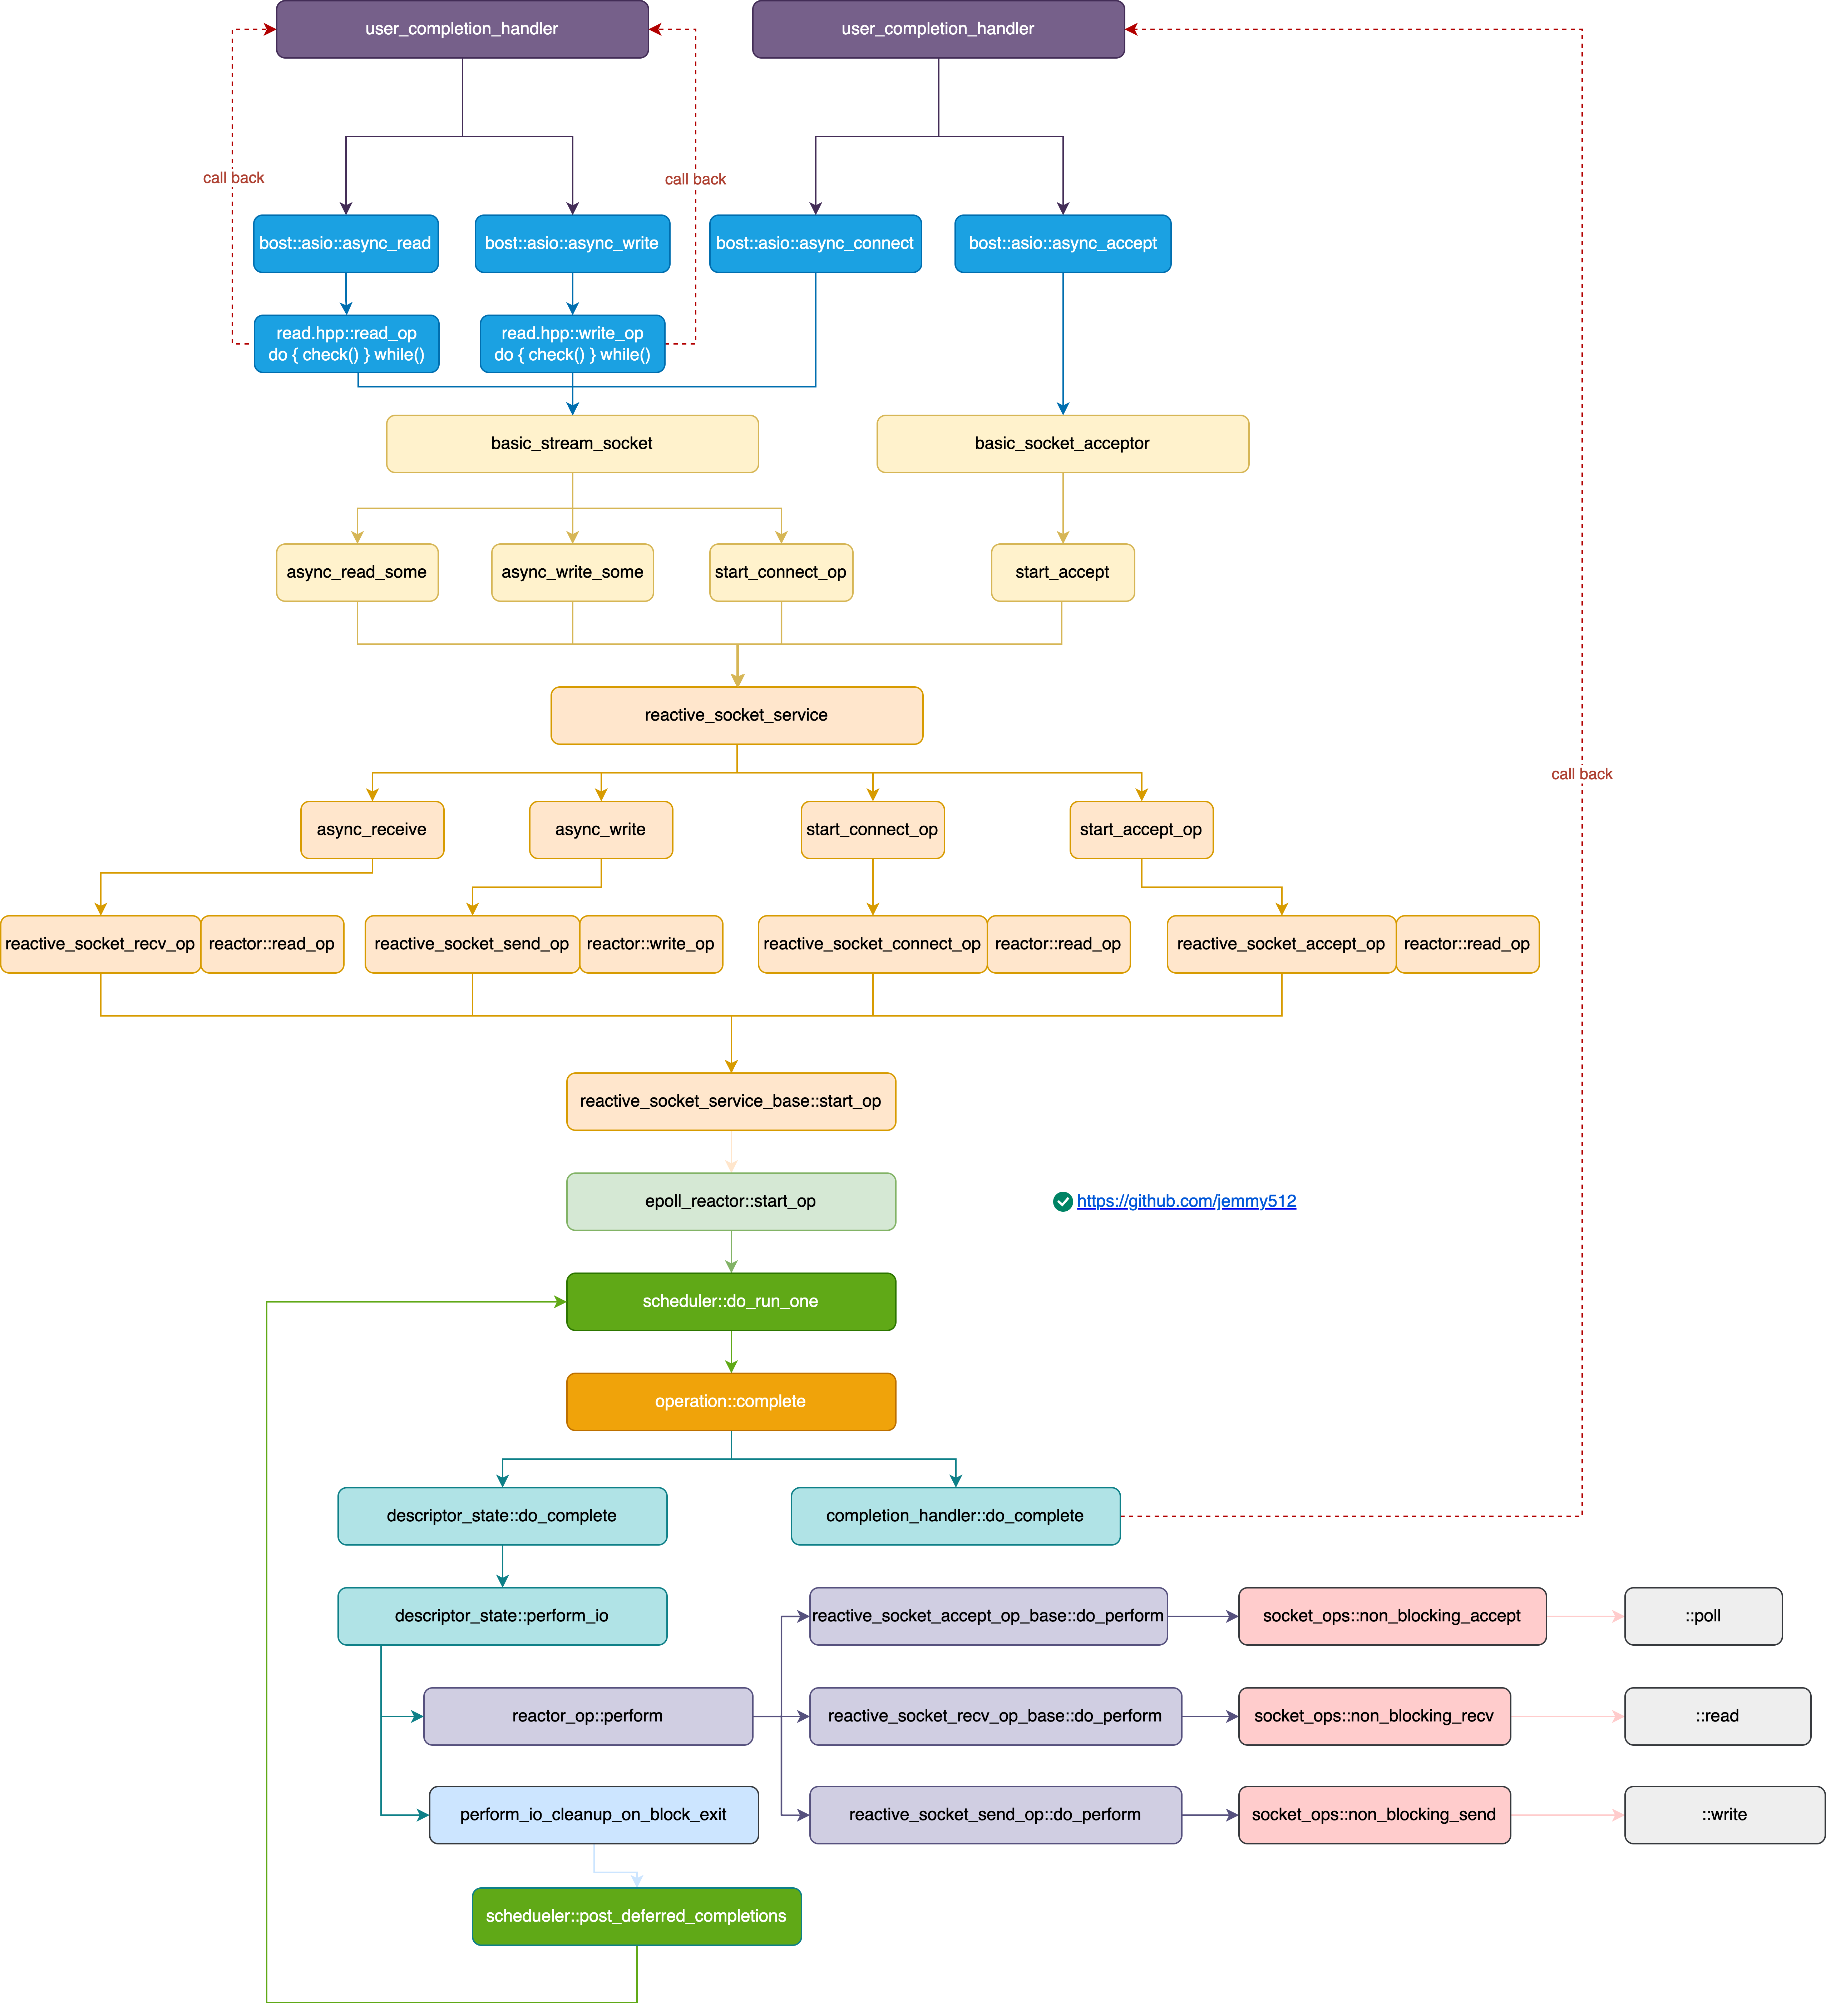 user_completion_handler
user_completion_handler
call back
call back
bost::asio::async_read
bost::asio::async_write
bost::asio::async_connect
bost::asio::async_accept
read.hpp::read_op
do { check() } while()
read.hpp::write_op
do { check() } while()
basic_stream_socket
basic_socket_acceptor
async_read_some
async_write_some
start_connect_op
start_accept
reactive_socket_service
call back
async_receive
async_write
start_connect_op
start_accept_op
reactive_socket_recv_op
reactor::read_op
reactive_socket_send_op
reactor::write_op
reactive_socket_connect_op
reactor::read_op
reactive_socket_accept_op
reactor::read_op
reactive_socket_service_base::start_op
epoll_reactor::start_op
https://github.com/jemmy512
scheduler::do_run_one
operation::complete
descriptor_state::do_complete
completion_handler::do_complete
descriptor_state::perform_io
reactive_socket_accept_op_base::do_perform
socket_ops::non_blocking_accept
::poll
reactor_op::perform
reactive_socket_recv_op_base::do_perform
socket_ops::non_blocking_recv
::read
perform_io_cleanup_on_block_exit
reactive_socket_send_op::do_perform
socket_ops::non_blocking_send
::write
schedueler::post_deferred_completions